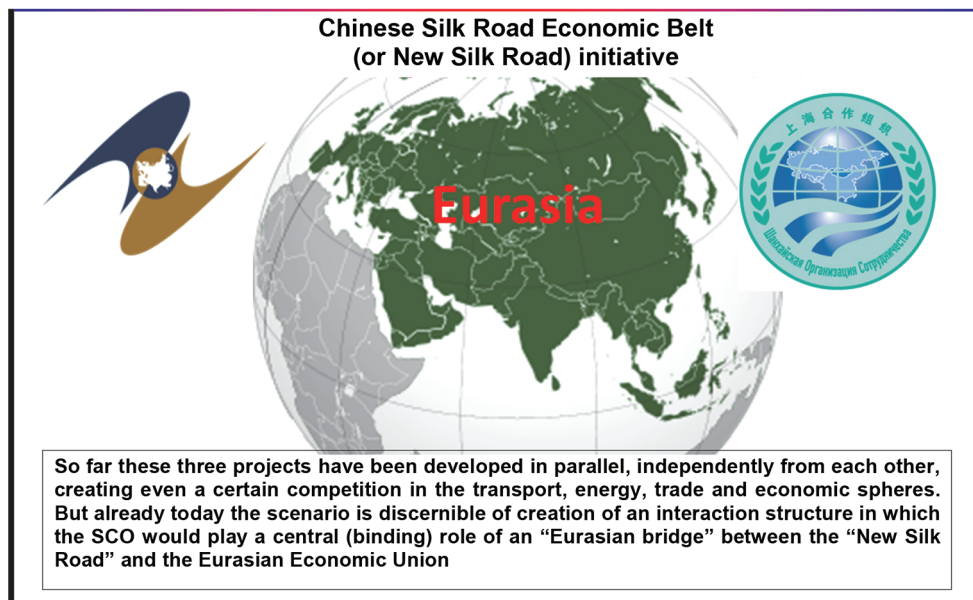 Chinese Silk Road Economic Belt
(or New Silk Road) initiative
上海合作组织
Eurasia
Шанхайская Организация Сотрудничества
So far these three projects have been developed in parallel, independently from each other,
creating even a certain competition in the transport, energy, trade and economic spheres.
But already today the scenario is discernible of creation of an interaction structure in which
the SCO would play a central (binding) role of an “Eurasian bridge” between the “New Silk
Road” and the Eurasian Economic Union